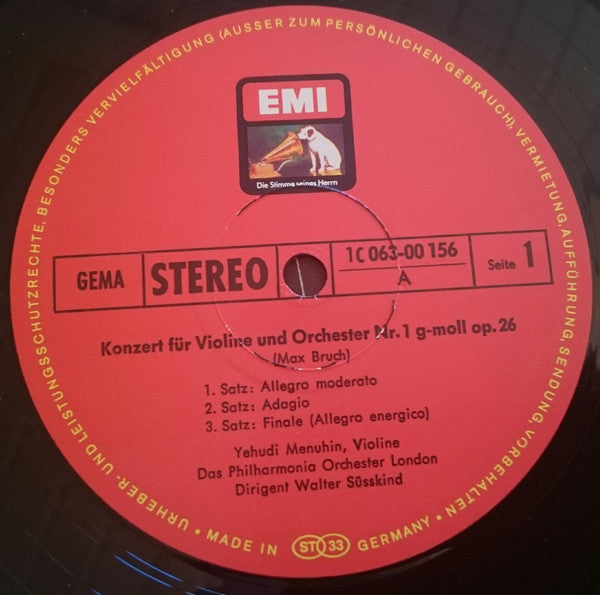 EMI
Die Stimme seines Herrn
GEMA
STEREO
1C 063-00 156
A
Seite 1
Konzert für Violine und Orchester Nr. 1 g-moll op. 26
(Max Bruch)
1. Satz: Allegro moderato
2. Satz: Adagio
3. Satz: Finale (Allegro energico)
Yehudi Menuhin, Violine
Das Philharmonia Orchester London
Dirigent Walter Süsskind
URHEBER- UND LEISTUNGSSCHUTZRECHTE, BESONDERS VERVIELFÄLTIGUNG (AUSSER ZUM PERSÖNLICHEN GEBRAUCH), VERMIETUNG, AUFFÜHRUNG, SENDUNG, VORBEHALTEN •
• MADE IN ST 33 GERMANY •